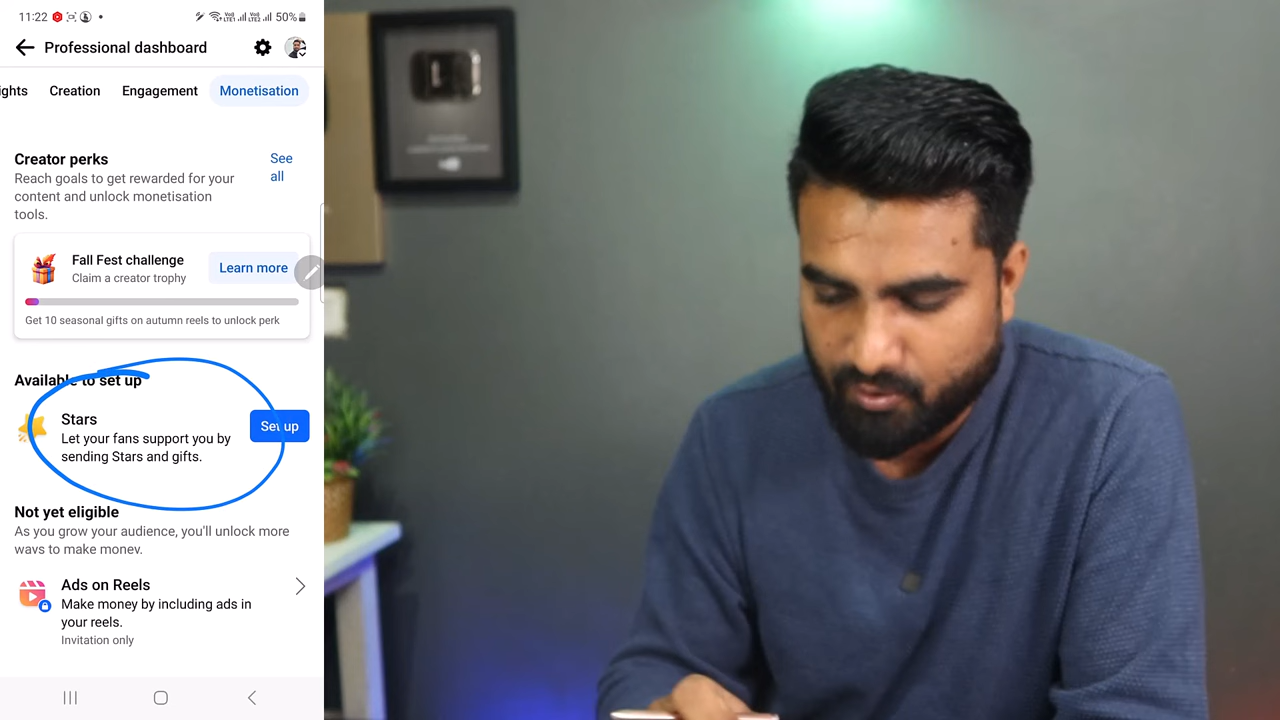 11:22
50%
Professional dashboard
ights Creation Engagement Monetisation
Creator perks
See
all
Reach goals to get rewarded for your
content and unlock monetisation
tools.
Fall Fest challenge
Claim a creator trophy
Learn more
Get 10 seasonal gifts on autumn reels to unlock perk
Available to set up
Stars
Let your fans support you by
sending Stars and gifts.
Set up
Not yet eligible
As you grow your audience, you'll unlock more
ways to make money.
Ads on Reels
Make money by including ads in
your reels.
Invitation only